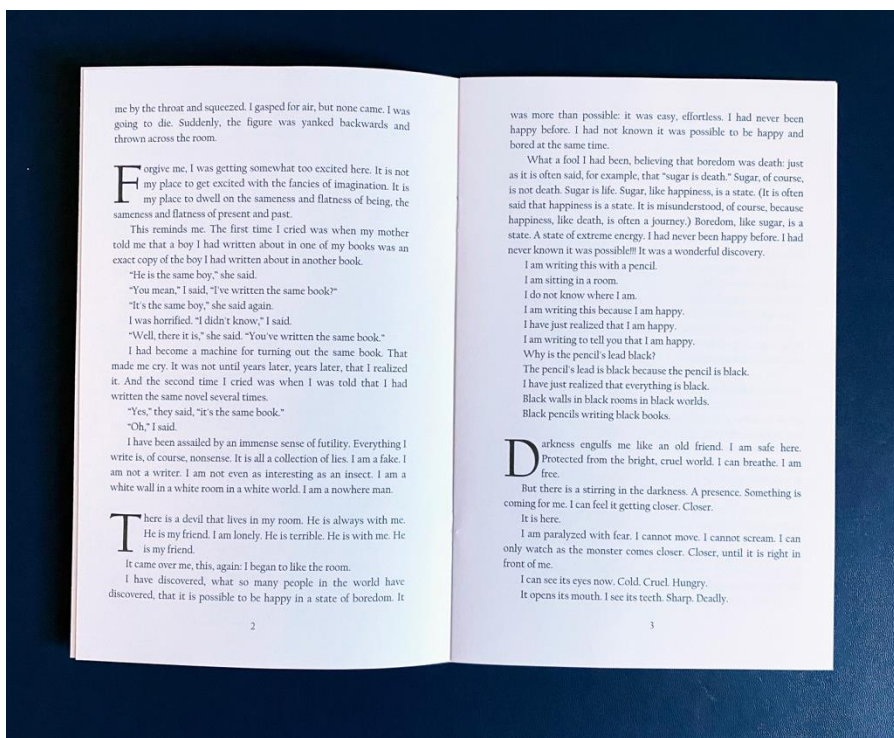 me by the throat and squeezed. I gasped for air, but none came. I was
going to die. Suddenly, the figure was yanked backwards and
thrown across the room.
Forgive me, I was getting somewhat too excited here. It is not
my place to get excited with the fancies of imagination. It is
my place to dwell on the sameness and flatness of being, the
sameness and flatness of present and past.
This reminds me. The first time I cried was when my mother
told me that a boy I had written about in one of my books was an
exact copy of the boy I had written about in another book.
"He is the same boy," she said.
"You mean," I said, "I've written the same book?"
"It's the same boy," she said again.
I was horrified. "I didn't know," I said.
"Well, there it is," she said. "You've written the same book."
I had become a machine for turning out the same book. That
made me cry. It was not until years later, years later, that I realized
it. And the second time I cried was when I was told that I had
written the same novel several times.
"Yes," they said, "it's the same book."
"Oh," I said.
I have been assailed by an immense sense of futility. Everything I
write is, of course, nonsense. It is all a collection of lies. I am a fake. I
am not a writer. I am not even as interesting as an insect. I am a
white wall in a white room in a white world. I am a nowhere man.
There is a devil that lives in my room. He is always with me.
He is my friend. I am lonely. He is terrible. He is with me. He
is my friend.
It came over me, this, again: I began to like the room.
I have discovered, what so many people in the world have
discovered, that it is possible to be happy in a state of boredom. It
2
was more than possible: it was easy, effortless. I had never been
happy before. I had not known it was possible to be happy and
bored at the same time.
What a fool I had been, believing that boredom was death: just
as it is often said, for example, that "sugar is death." Sugar, of course,
is not death. Sugar is life. Sugar, like happiness, is a state. (It is often
said that happiness is a state. It is misunderstood, of course, because
happiness, like death, is often a journey.) Boredom, like sugar, is a
state. A state of extreme energy. I had never been happy before. I had
never known it was possible!!! It was a wonderful discovery.
I am writing this with a pencil.
I am sitting in a room.
I do not know where I am.
I am writing this because I am happy.
I have just realized that I am happy.
I am writing to tell you that I am happy.
Why is the pencil's lead black?
The pencil's lead is black because the pencil is black.
I have just realized that everything is black.
Black walls in black rooms in black worlds.
Black pencils writing black books.
Darkness engulfs me like an old friend. I am safe here.
Protected from the bright, cruel world. I can breathe. I am
free.
But there is a stirring in the darkness. A presence. Something is
coming for me. I can feel it getting closer. Closer.
It is here.
I am paralyzed with fear. I cannot move. I cannot scream. I can
only watch as the monster comes closer. Closer, until it is right in
front of me.
I can see its eyes now. Cold. Cruel. Hungry.
It opens its mouth. I see its teeth. Sharp. Deadly.
3